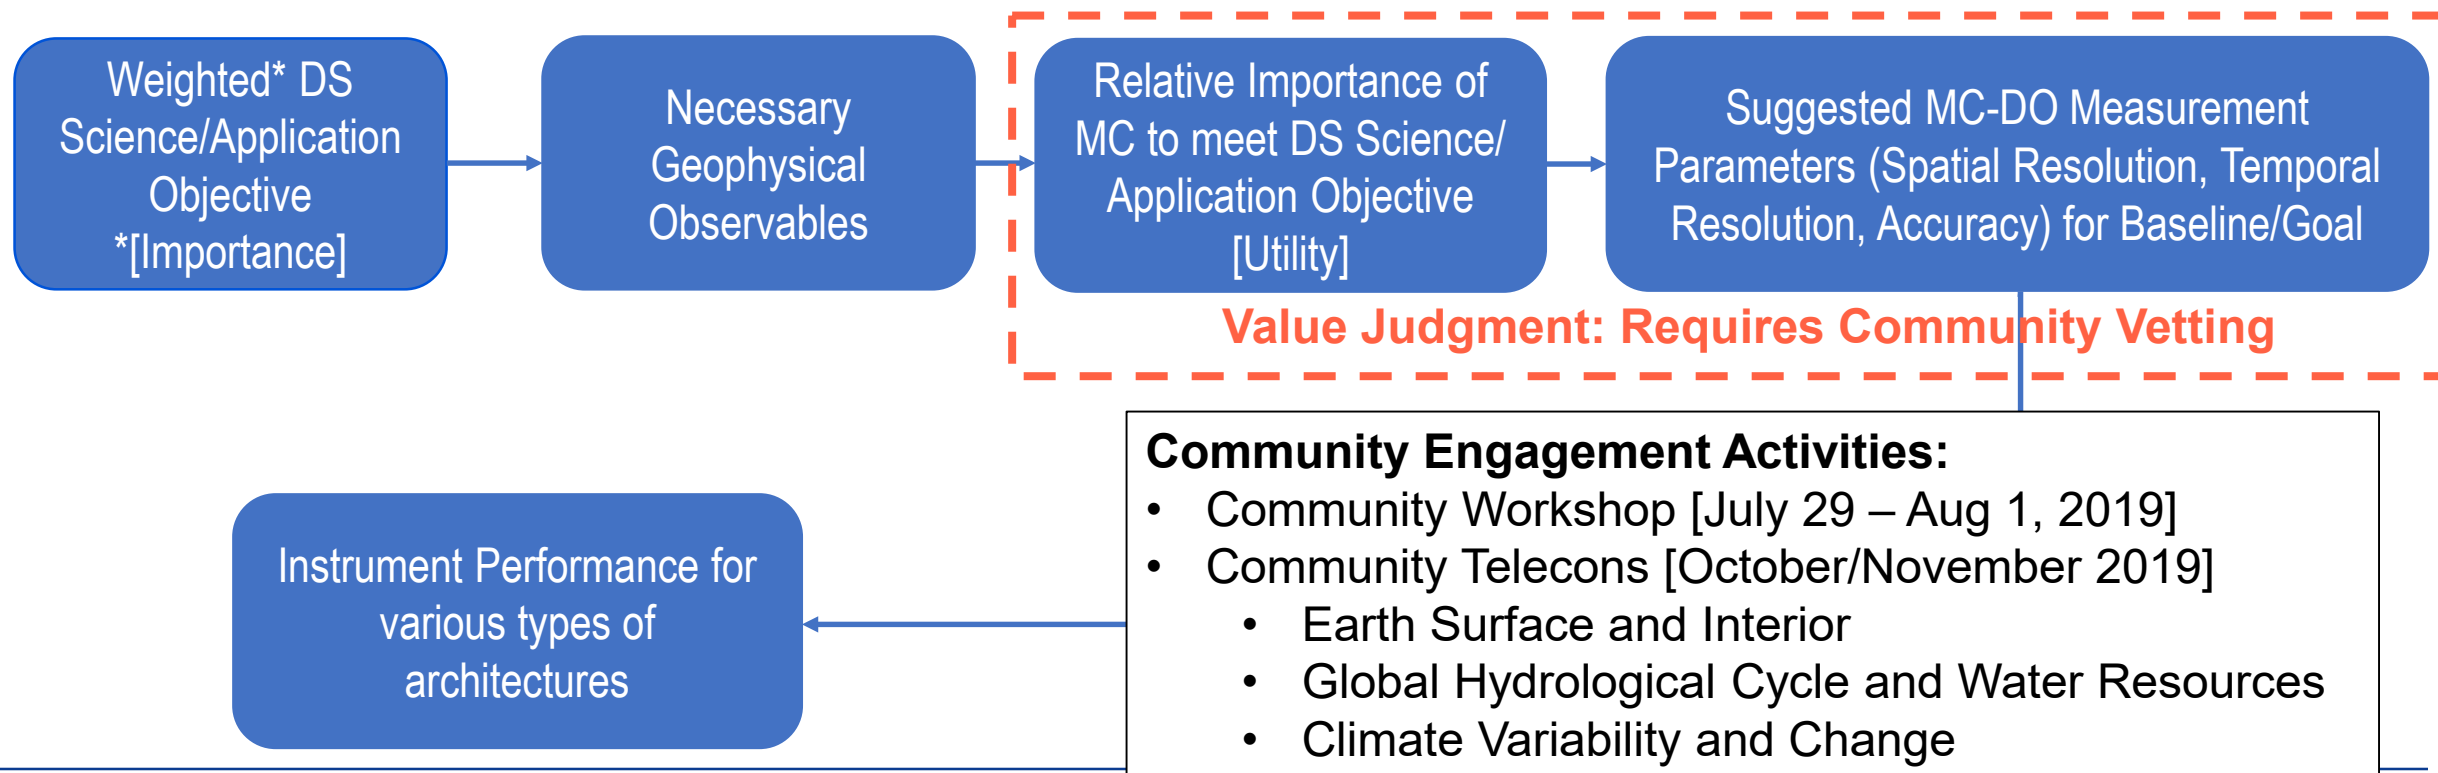 Weighted* DS
Science/Application
Objective
*[Importance]
Necessary
Geophysical
Observables
Relative Importance of
MC to meet DS Science/
Application Objective
[Utility]
Suggested MC-DO Measurement
Parameters (Spatial Resolution, Temporal
Resolution, Accuracy) for Baseline/Goal
Value Judgment: Requires Community Vetting
Community Engagement Activities:
• Community Workshop [July 29 – Aug 1, 2019]
• Community Telecons [October/November 2019]
• Earth Surface and Interior
• Global Hydrological Cycle and Water Resources
• Climate Variability and Change
Instrument Performance for
various types of
architectures